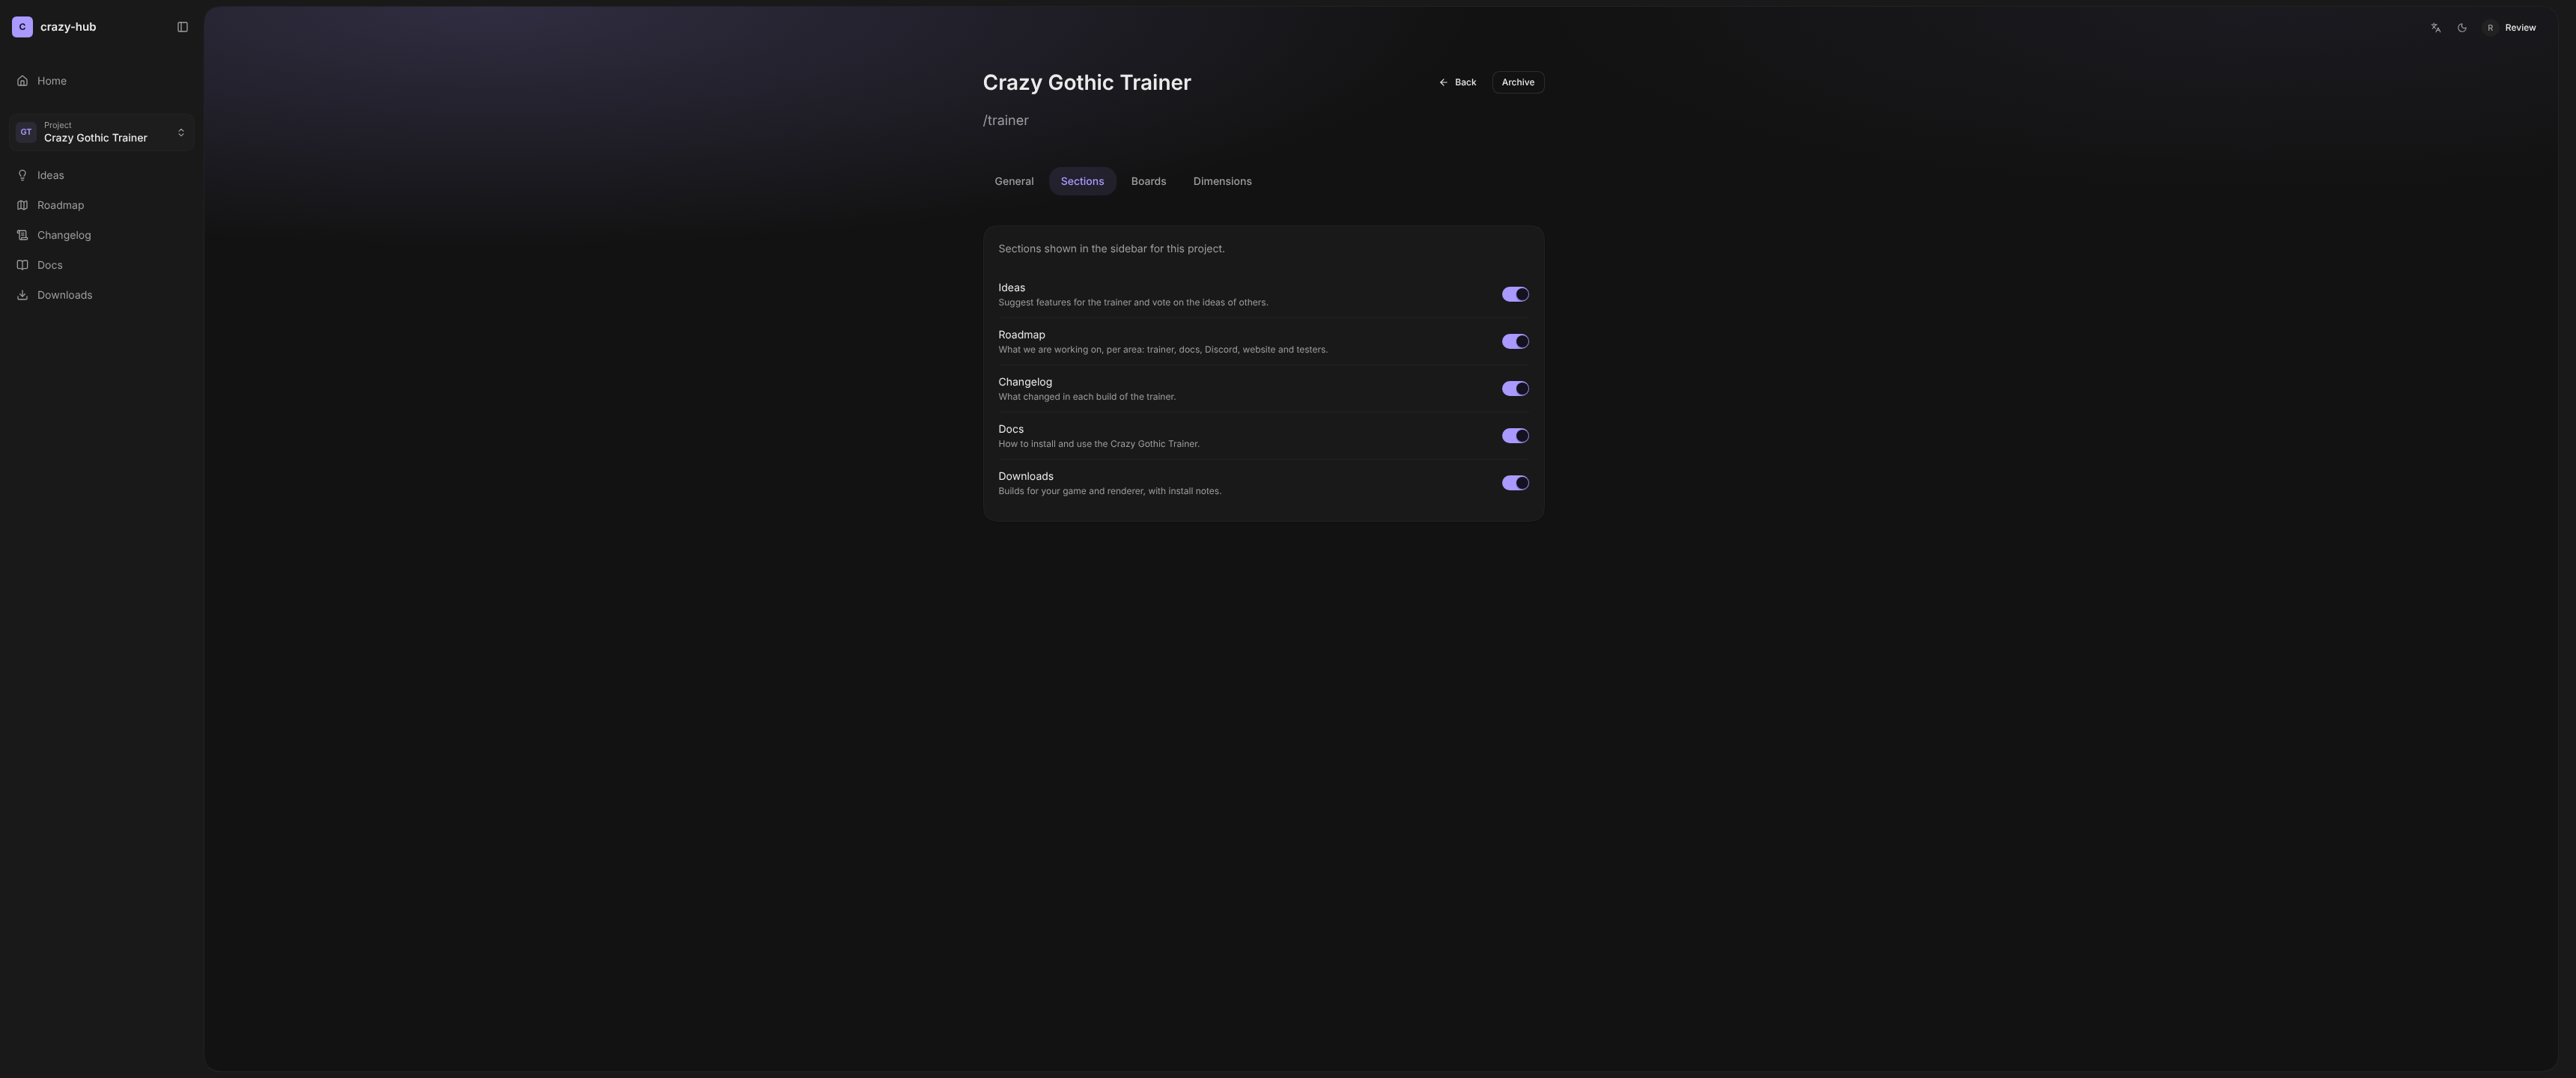 C crazy-hub
Home
GT Project
Crazy Gothic Trainer
Ideas
Roadmap
Changelog
Docs
Downloads
R Review
Crazy Gothic Trainer
Back
Archive
/trainer
General Sections Boards Dimensions
Sections shown in the sidebar for this project.
Ideas
Suggest features for the trainer and vote on the ideas of others.
Roadmap
What we are working on, per area: trainer, docs, Discord, website and testers.
Changelog
What changed in each build of the trainer.
Docs
How to install and use the Crazy Gothic Trainer.
Downloads
Builds for your game and renderer, with install notes.